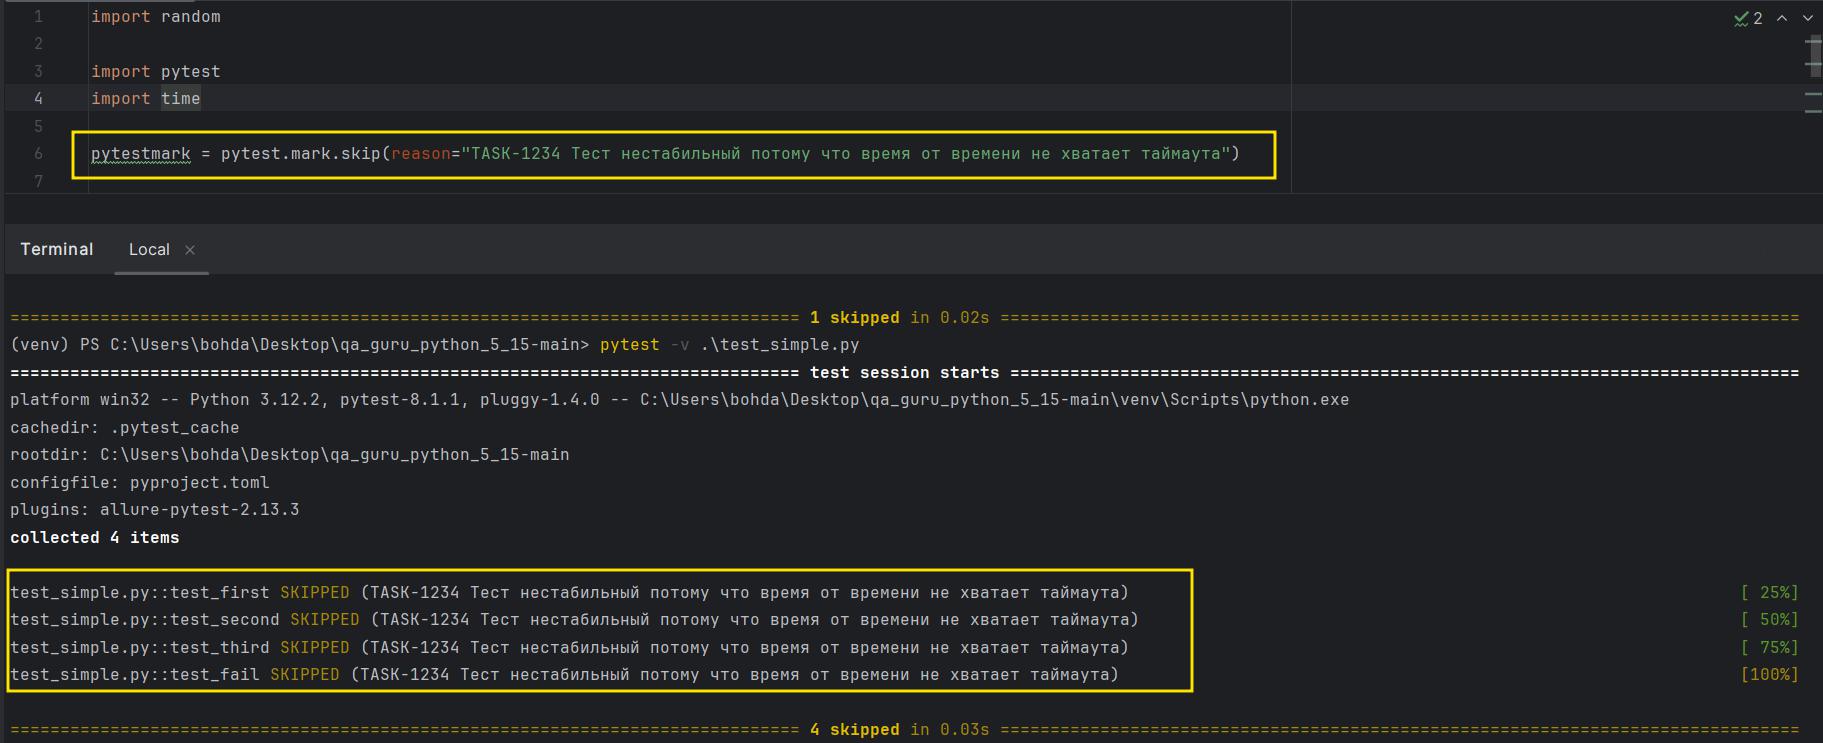 1 import random
2
3 import pytest
4 import time
5
6 pytestmark = pytest.mark.skip(reason="TASK-1234 Тест нестабильный потому что время от времени не хватает таймаута")
7
2
Terminal Local ×
=============================================================================== 1 skipped in 0.02s ================================================================================
(venv) PS C:\Users\bohda\Desktop\qa_guru_python_5_15-main> pytest -v .\test_simple.py
=============================================================================== test session starts ===============================================================================
platform win32 -- Python 3.12.2, pytest-8.1.1, pluggy-1.4.0 -- C:\Users\bohda\Desktop\qa_guru_python_5_15-main\venv\Scripts\python.exe
cachedir: .pytest_cache
rootdir: C:\Users\bohda\Desktop\qa_guru_python_5_15-main
configfile: pyproject.toml
plugins: allure-pytest-2.13.3
collected 4 items
test_simple.py::test_first SKIPPED (TASK-1234 Тест нестабильный потому что время от времени не хватает таймаута) [ 25%]
test_simple.py::test_second SKIPPED (TASK-1234 Тест нестабильный потому что время от времени не хватает таймаута) [ 50%]
test_simple.py::test_third SKIPPED (TASK-1234 Тест нестабильный потому что время от времени не хватает таймаута) [ 75%]
test_simple.py::test_fail SKIPPED (TASK-1234 Тест нестабильный потому что время от времени не хватает таймаута) [100%]
=============================================================================== 4 skipped in 0.03s ================================================================================